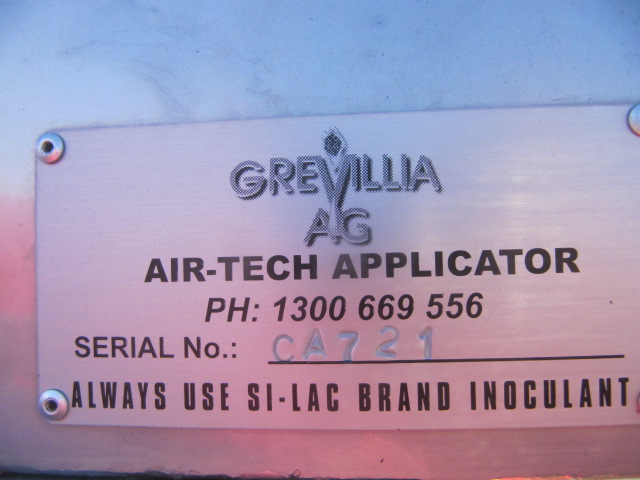 GREVILLIA
AG
AIR-TECH APPLICATOR
PH: 1300 669 556
SERIAL No.: CA721
ALWAYS USE SI-LAC BRAND INOCULANT